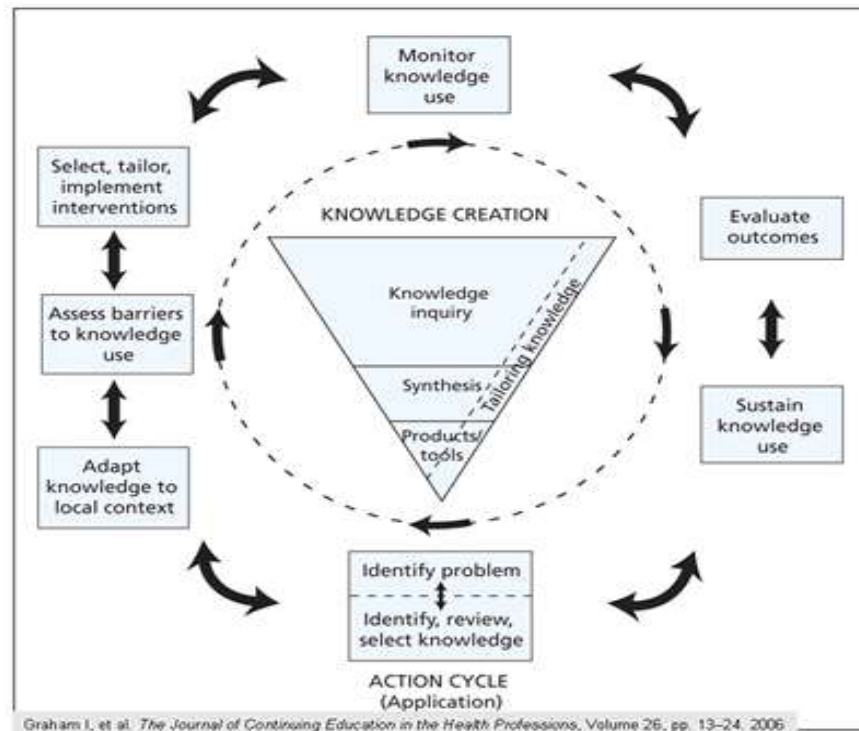 Monitor
knowledge
use
Select, tailor,
implement
interventions
KNOWLEDGE CREATION
Evaluate
outcomes
Knowledge
inquiry
Tailoring knowledge
Assess barriers
to knowledge
use
Synthesis
Products/
tools
Sustain
knowledge
use
Adapt
knowledge to
local context
Identify problem
Identify, review,
select knowledge
ACTION CYCLE
(Application)
Graham I, et al. The Journal of Continuing Education in the Health Professions, Volume 26, pp. 13–24. 2006